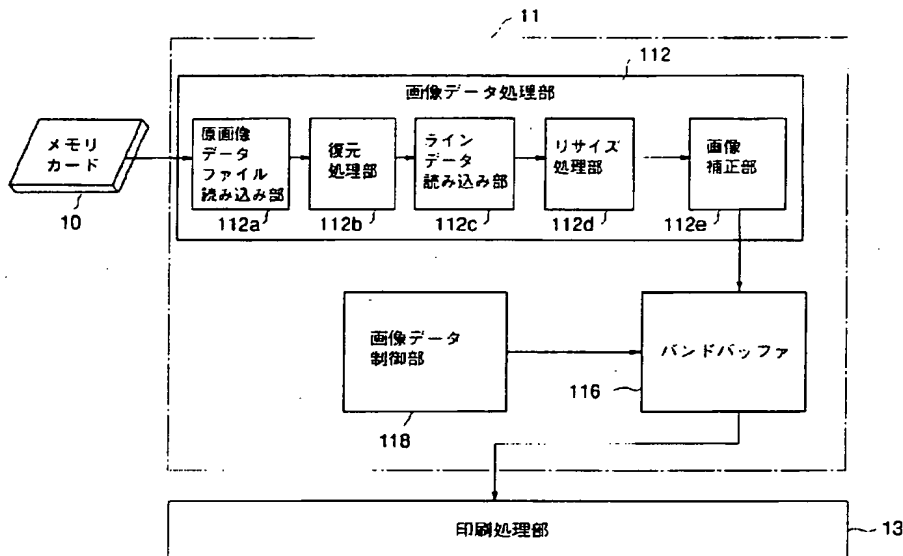 11
112
画像データ処理部
メモリ
カード
10
原画像
データ
ファイル
読み込み部
112a
復元
処理部
112b
ライン
データ
読み込み部
112c
リサイズ
処理部
112d
画像
補正部
112e
画像データ
制御部
118
バンドバッファ
116
印刷処理部
13